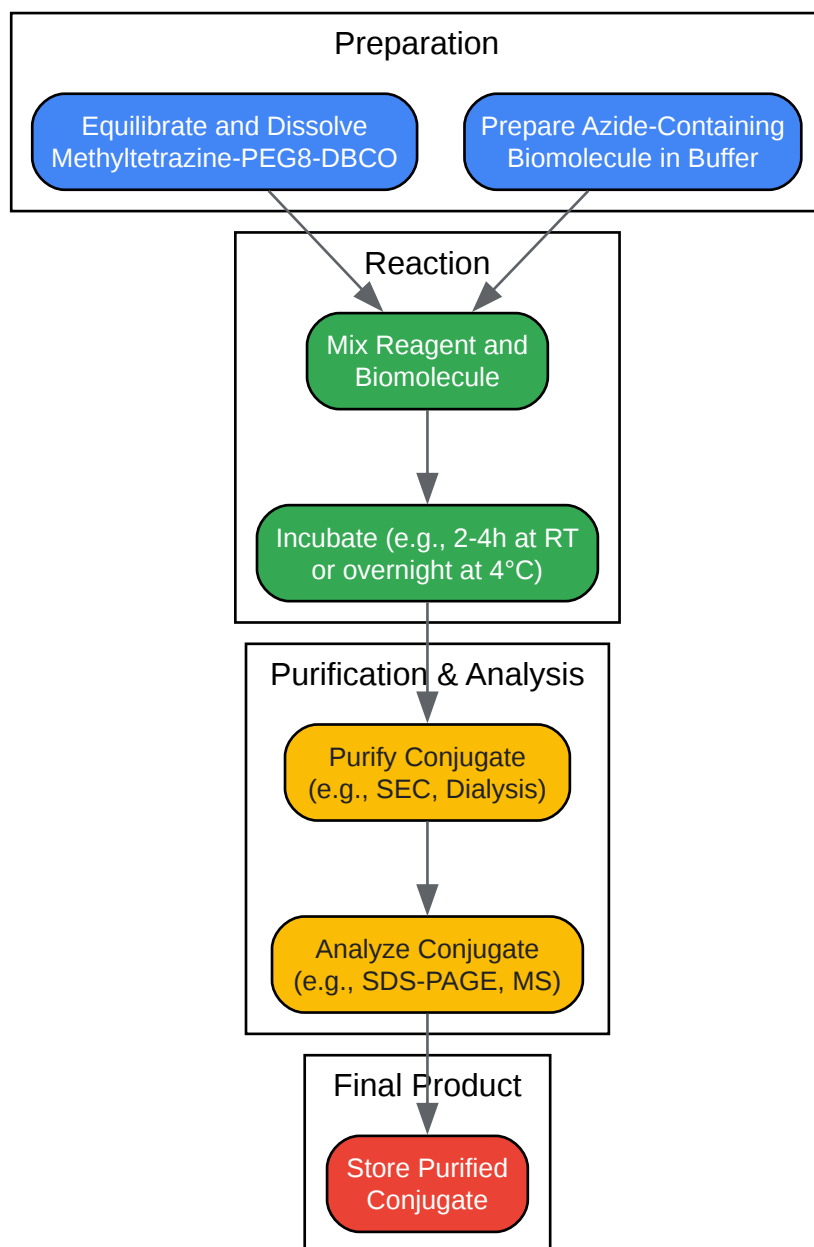 Preparation
Equilibrate and Dissolve
Methyltetrazine-PEG8-DBCO
Prepare Azide-Containing
Biomolecule in Buffer
Reaction
Mix Reagent and
Biomolecule
Incubate (e.g., 2-4h at RT
or overnight at 4°C)
Purification & Analysis
Purify Conjugate
(e.g., SEC, Dialysis)
Analyze Conjugate
(e.g., SDS-PAGE, MS)
Final Product
Store Purified
Conjugate